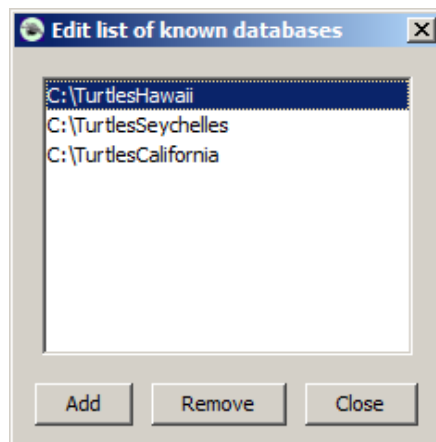 Edit list of known databases
C:\TurtlesHawaii
C:\TurtlesSeychelles
C:\TurtlesCalifornia
Add Remove Close